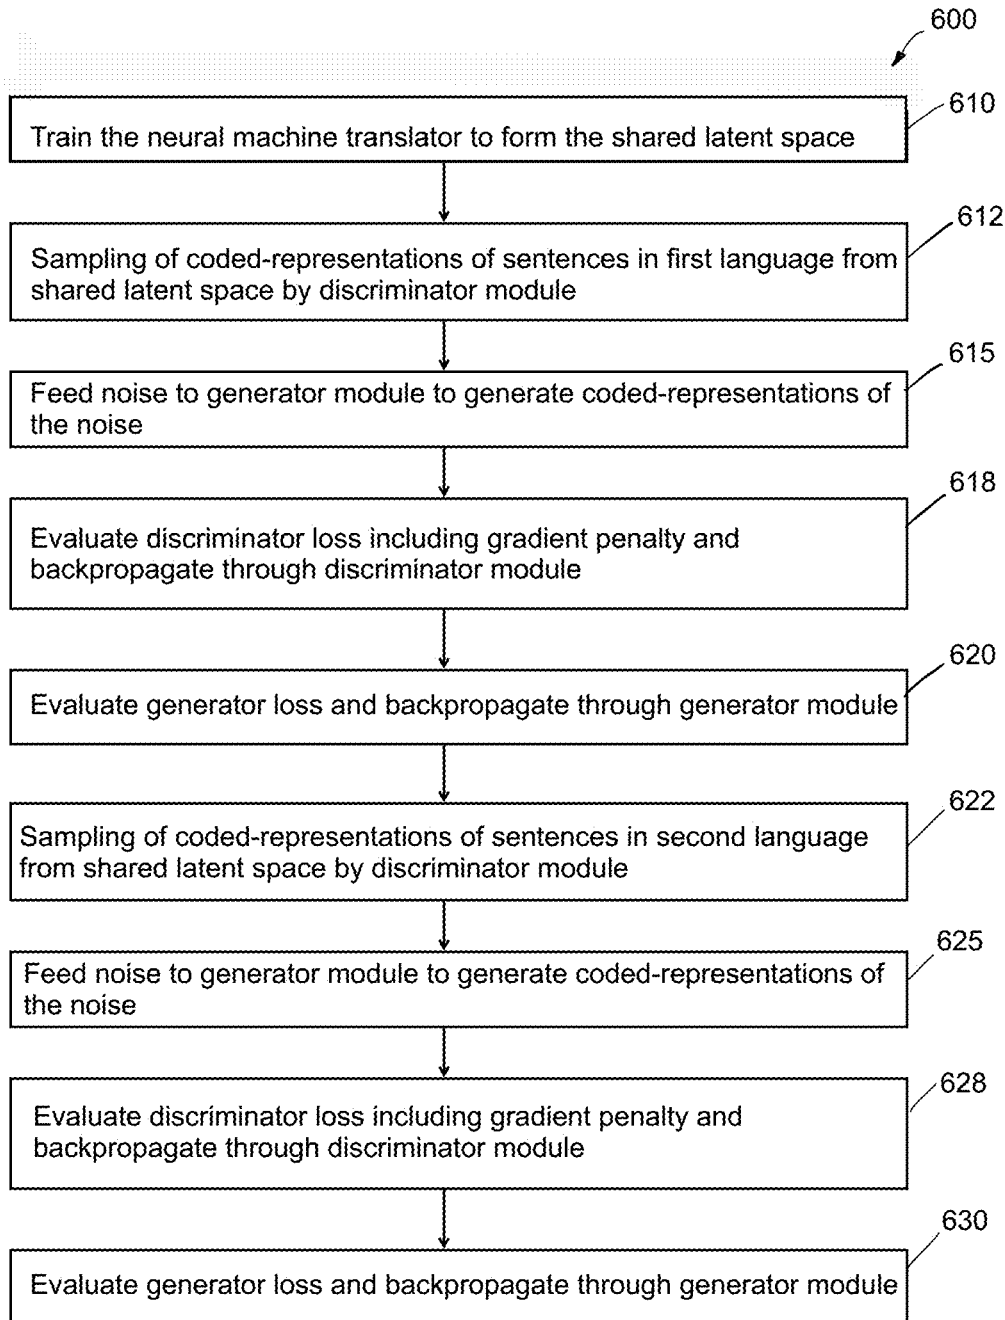 600
610
Train the neural machine translator to form the shared latent space
612
Sampling of coded-representations of sentences in first language from
shared latent space by discriminator module
615
Feed noise to generator module to generate coded-representations of
the noise
618
Evaluate discriminator loss including gradient penalty and
backpropagate through discriminator module
620
Evaluate generator loss and backpropagate through generator module
622
Sampling of coded-representations of sentences in second language
from shared latent space by discriminator module
625
Feed noise to generator module to generate coded-representations of
the noise
628
Evaluate discriminator loss including gradient penalty and
backpropagate through discriminator module
630
Evaluate generator loss and backpropagate through generator module